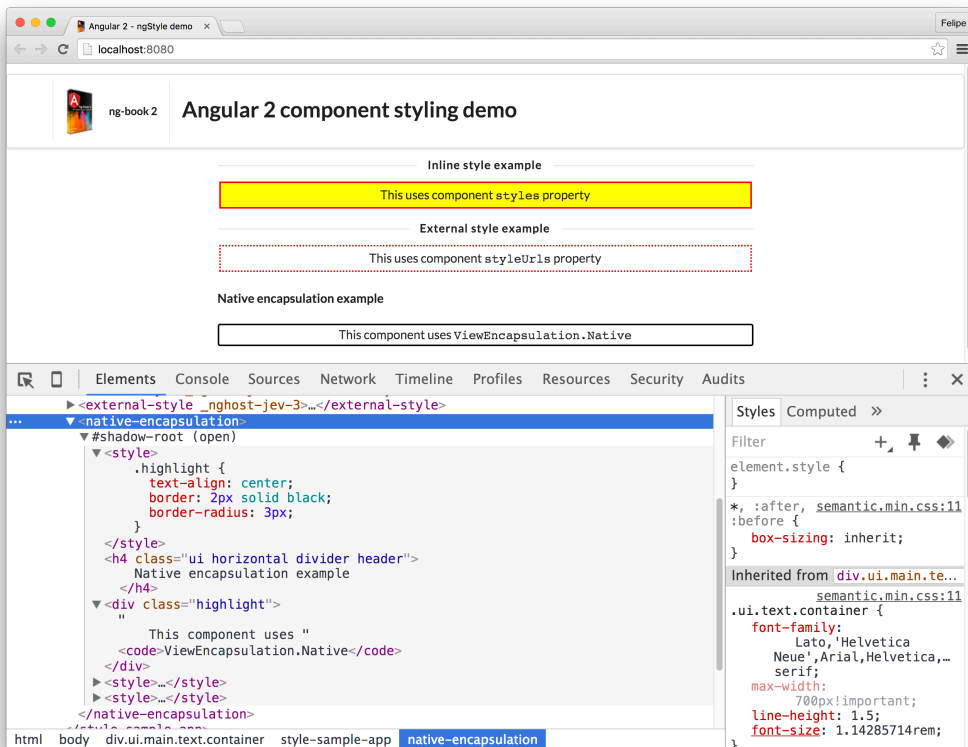 Angular 2 - ngStyle demo ×
Felipe
localhost:8080
ng-book 2
Angular 2 component styling demo
Inline style example
This uses component styles property
External style example
This uses component styleUrls property
Native encapsulation example
This component uses ViewEncapsulation.Native
Elements Console Sources Network Timeline Profiles Resources Security Audits
▶<external-style _nghost-jev-3>…</external-style>
▼<native-encapsulation>
▼#shadow-root (open)
▼<style>
.highlight {
text-align: center;
border: 2px solid black;
border-radius: 3px;
}
</style>
<h4 class="ui horizontal divider header">
Native encapsulation example
</h4>
▼<div class="highlight">
"
This component uses "
<code>ViewEncapsulation.Native</code>
</div>
▶<style>…</style>
▶<style>…</style>
</native-encapsulation>
</style-sample-app>
html body div.ui.main.text.container style-sample-app native-encapsulation
Styles Computed »
Filter
element.style {
}
*, :after, semantic.min.css:11
:before {
box-sizing: inherit;
}
Inherited from div.ui.main.te…
semantic.min.css:11
.ui.text.container {
font-family:
Lato,'Helvetica
Neue',Arial,Helvetica,…
serif;
max-width:
700px!important;
line-height: 1.5;
font-size: 1.14285714rem;
}